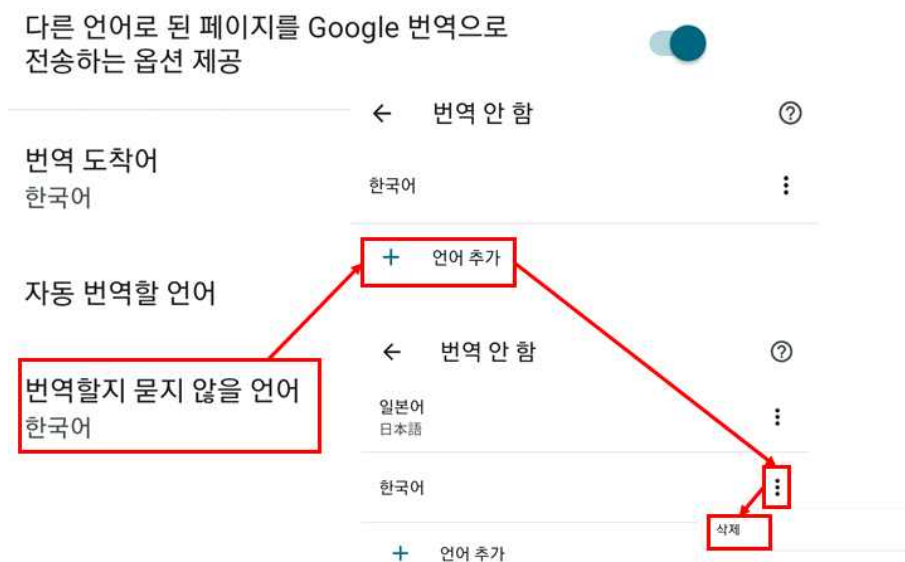 다른 언어로 된 페이지를 Google 번역으로
전송하는 옵션 제공
번역 도착어
한국어
자동 번역할 언어
번역할지 묻지 않을 언어
한국어
번역 안 함
한국어
+ 언어 추가
번역 안 함
일본어
日本語
한국어
삭제
+ 언어 추가